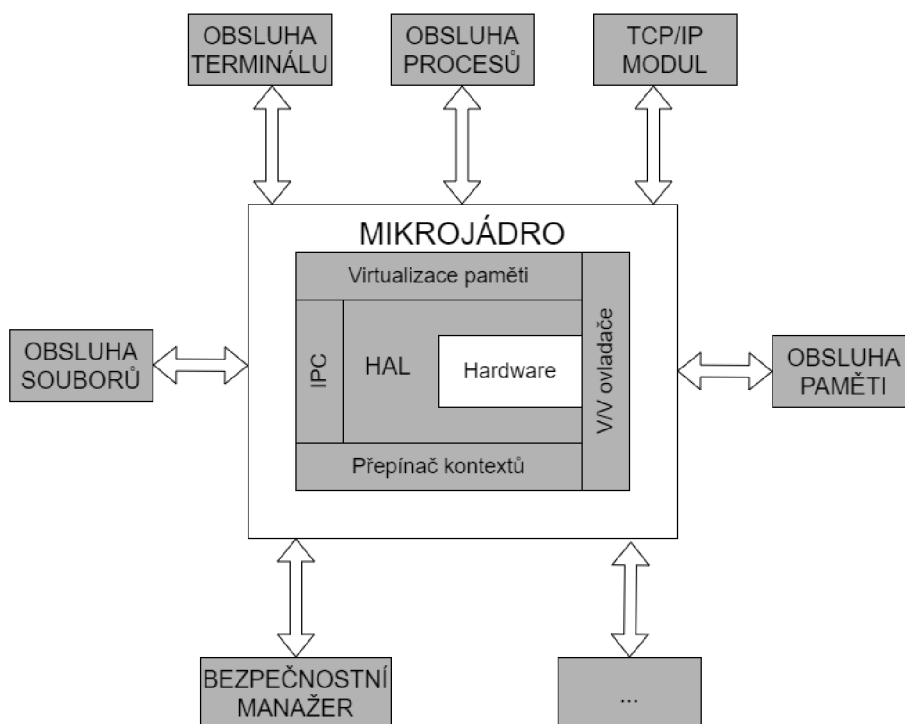 OBSLUHA
TERMINÁLU
OBSLUHA
PROCESŮ
TCP/IP
MODUL
MIKROJÁDRO
Virtualizace paměti
IPC
HAL
Hardware
V/V ovladače
Přepínač kontextů
OBSLUHA
SOUBORŮ
OBSLUHA
PAMĚTI
BEZPEČNOSTNÍ
MANAŽER
...